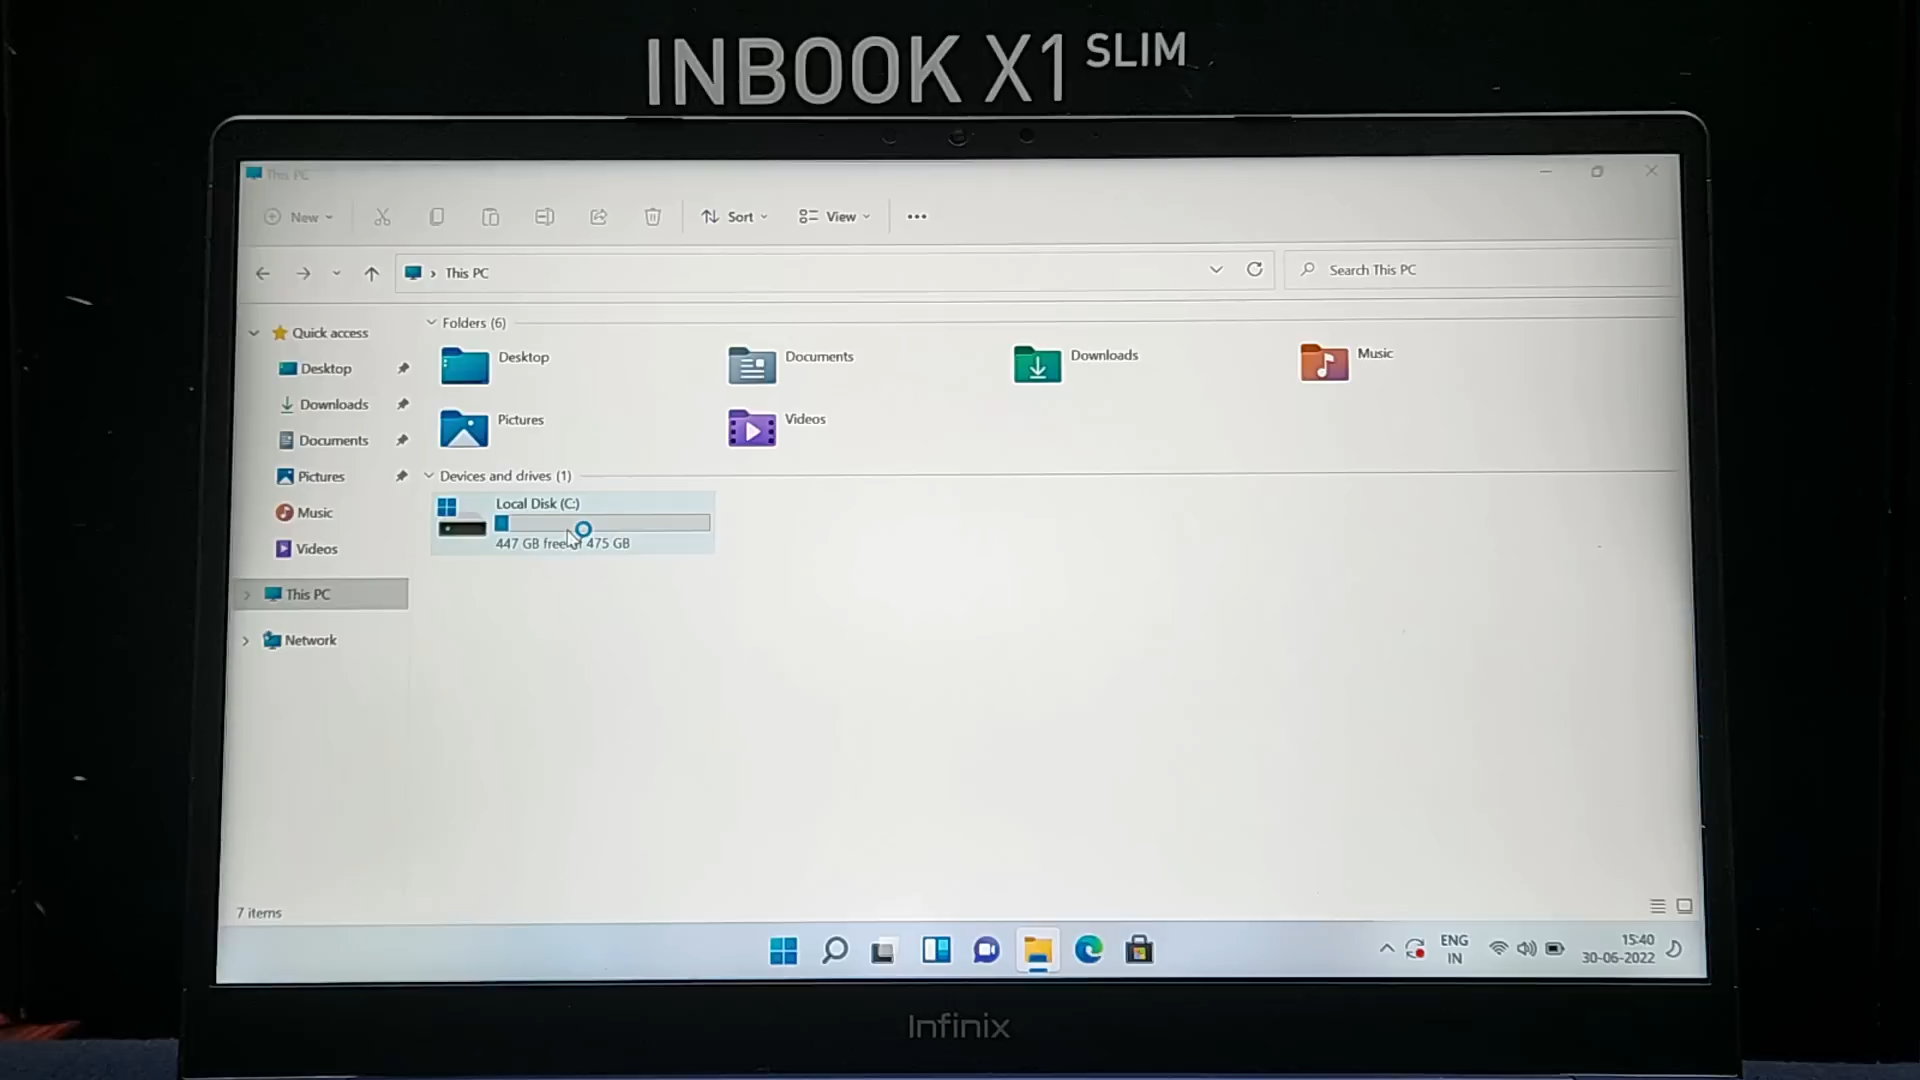 INBOOK X1 SLIM
This PC
New
Sort
View
This PC
Search This PC
Quick access
Desktop
Downloads
Documents
Pictures
Music
Videos
This PC
Network
Folders (6)
Desktop
Documents
Downloads
Music
Pictures
Videos
Devices and drives (1)
Local Disk (C:)
447 GB free 475 GB
7 items
ENG
IN
15:40
30-06-2022
Infinix